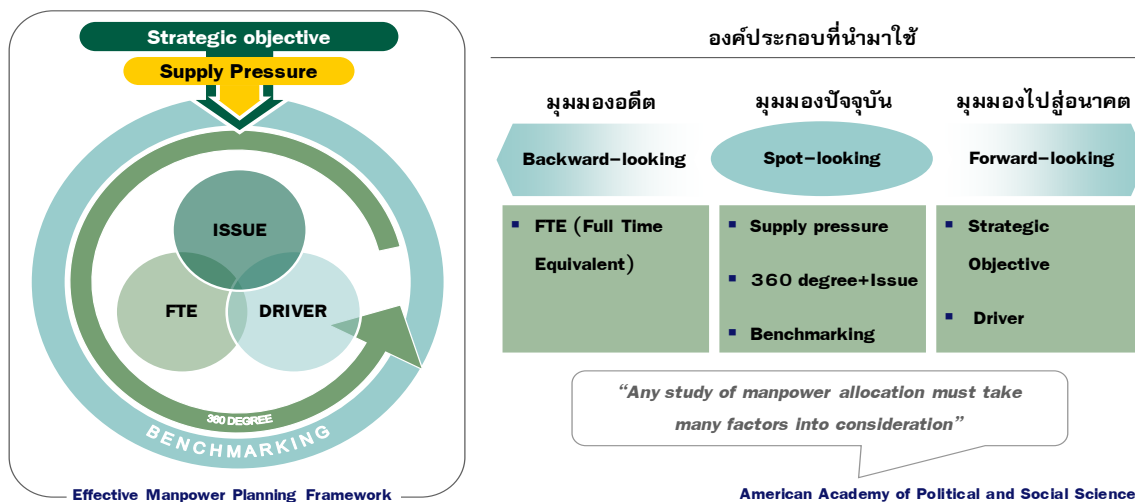 Strategic objective
Supply Pressure
ISSUE
FTE
DRIVER
360 DEGREE
BENCHMARKING
Effective Manpower Planning Framework
องค์ประกอบที่นำมาใช้
มุมมองอดีต
มุมมองปัจจุบัน
มุมมองไปสู่อนาคต
Backward-looking
Spot-looking
Forward-looking
▪ FTE (Full Time
Equivalent)
▪ Supply pressure
▪ 360 degree+Issue
▪ Benchmarking
▪ Strategic
Objective
▪ Driver
“Any study of manpower allocation must take
many factors into consideration”
American Academy of Political and Social Science